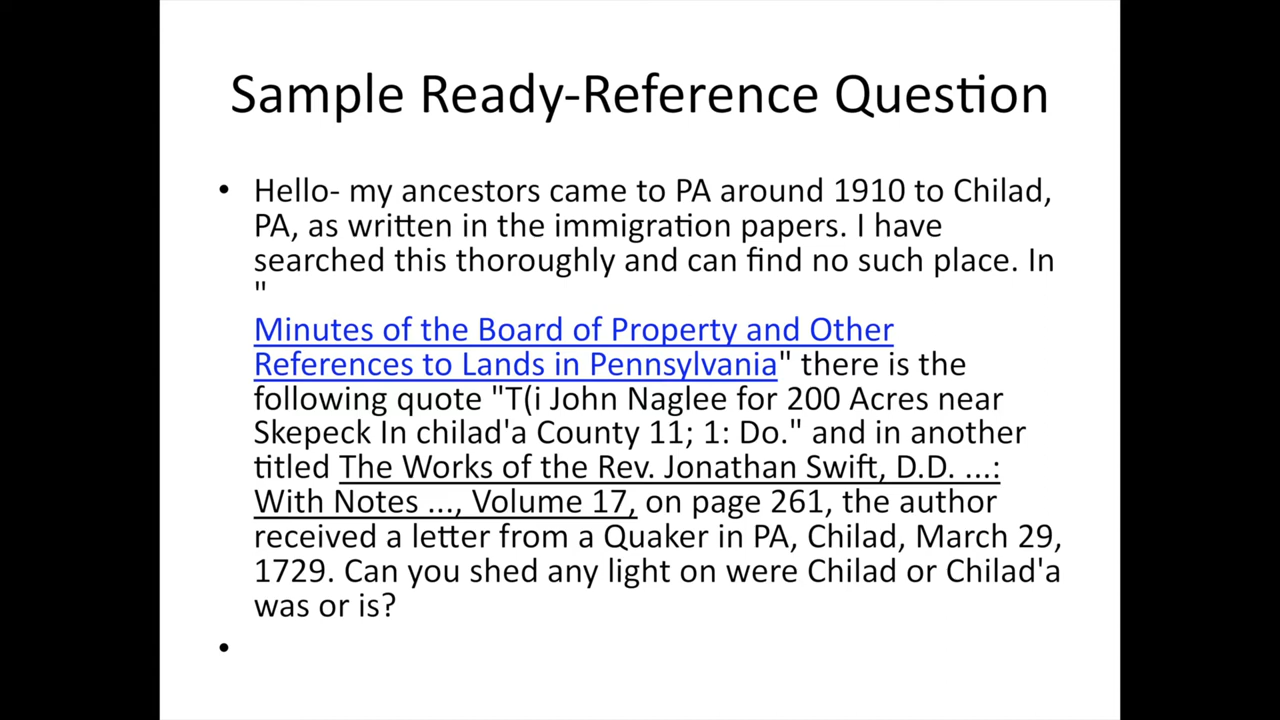 Sample Ready-Reference Question
• Hello- my ancestors came to PA around 1910 to Chilad,
PA, as written in the immigration papers. I have
searched this thoroughly and can find no such place. In
"
Minutes of the Board of Property and Other
References to Lands in Pennsylvania" there is the
following quote "T(i John Naglee for 200 Acres near
Skepeck In chilad'a County 11; 1: Do." and in another
titled The Works of the Rev. Jonathan Swift, D.D. ...:
With Notes ..., Volume 17, on page 261, the author
received a letter from a Quaker in PA, Chilad, March 29,
1729. Can you shed any light on were Chilad or Chilad'a
was or is?
•